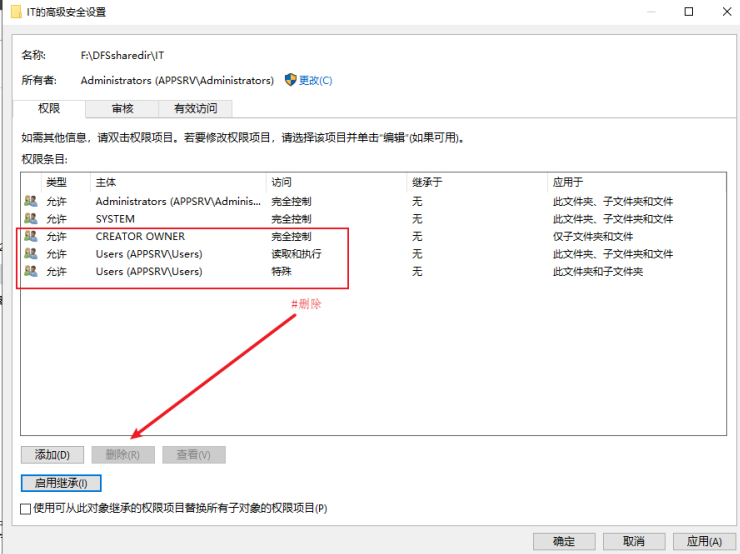 IT的高级安全设置
名称: F:\DFSsharedir\IT
所有者: Administrators (APPSRV\Administrators) 更改(C)
权限 审核 有效访问
如需其他信息，请双击权限项目。若要修改权限项目，请选择该项目并单击"编辑"(如果可用)。
权限条目:
类型 主体 访问 继承于 应用于
允许 Administrators (APPSRV\Adminis... 完全控制 无 此文件夹、子文件夹和文件
允许 SYSTEM 完全控制 无 此文件夹、子文件夹和文件
允许 CREATOR OWNER 完全控制 无 仅子文件夹和文件
允许 Users (APPSRV\Users) 读取和执行 无 此文件夹、子文件夹和文件
允许 Users (APPSRV\Users) 特殊 无 此文件夹和子文件夹
#删除
添加(D) 删除(R) 查看(V)
启用继承(I)
使用可从此对象继承的权限项目替换所有子对象的权限项目(P)
确定 取消 应用(A)